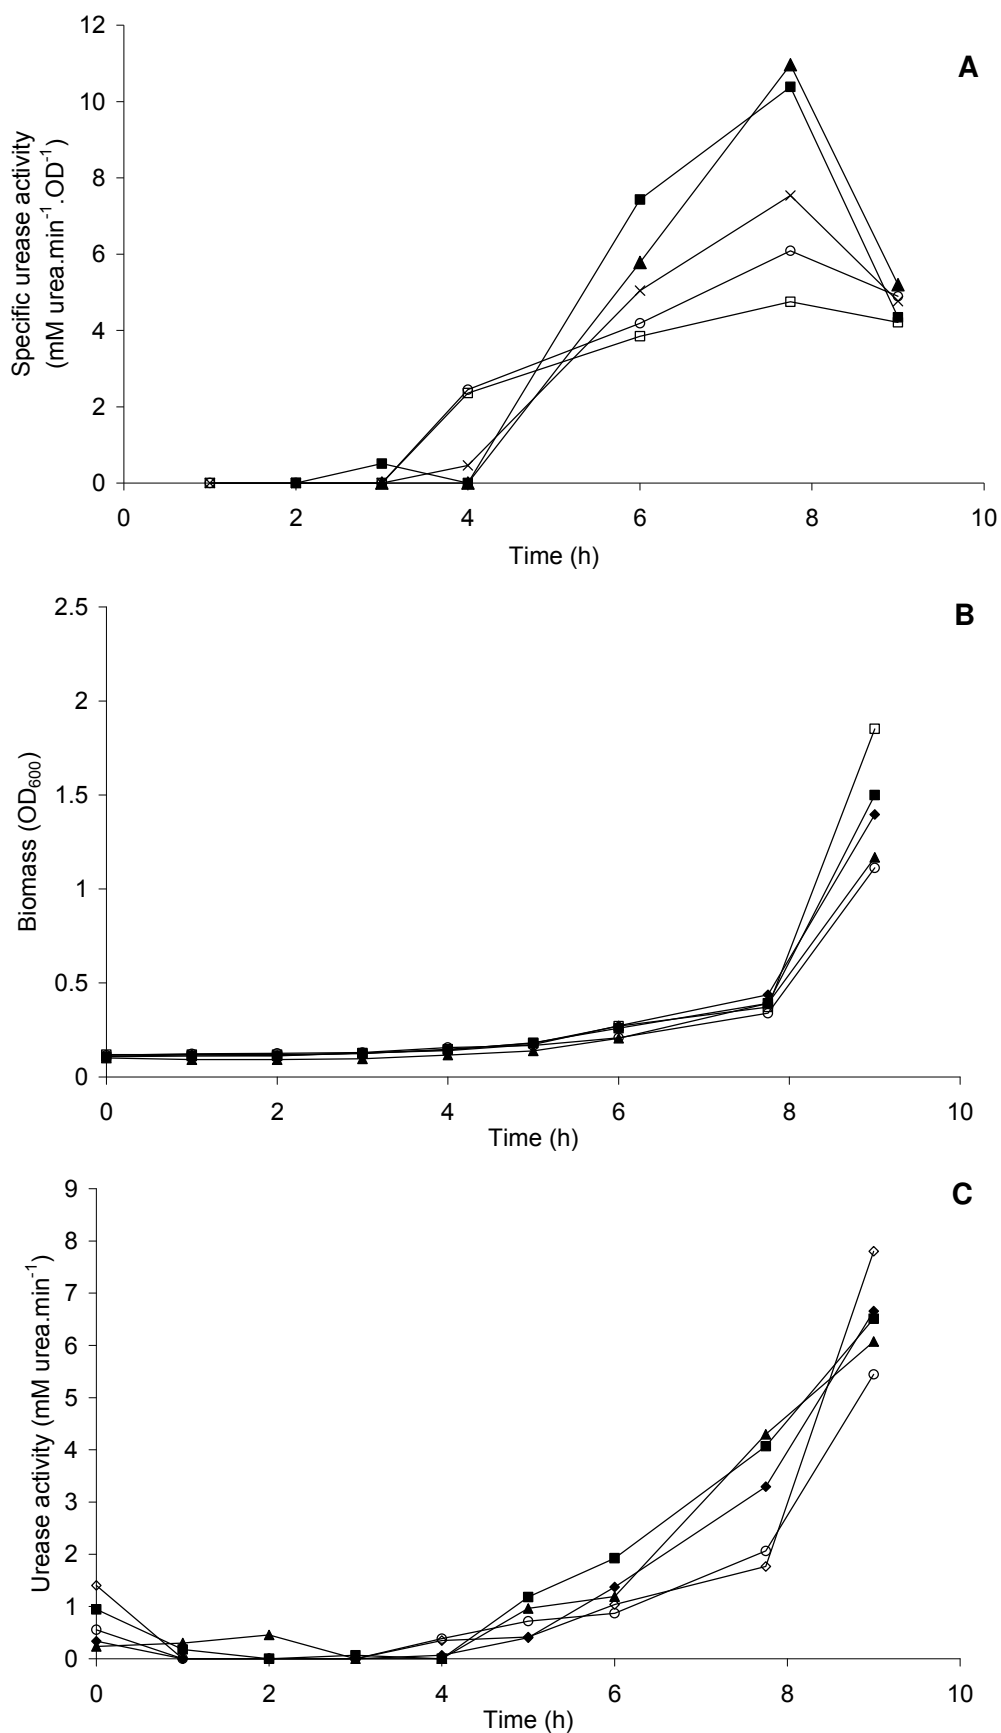 A
12
10
8
6
4
2
0
Specific urease activity
(mM urea.min⁻¹.OD⁻¹)
0 2 4 6 8 10
Time (h)
B
2.5
2
1.5
1
0.5
0
Biomass (OD₆₀₀)
0 2 4 6 8 10
Time (h)
C
9
8
7
6
5
4
3
2
1
0
Urease activity (mM urea.min⁻¹)
0 2 4 6 8 10
Time (h)